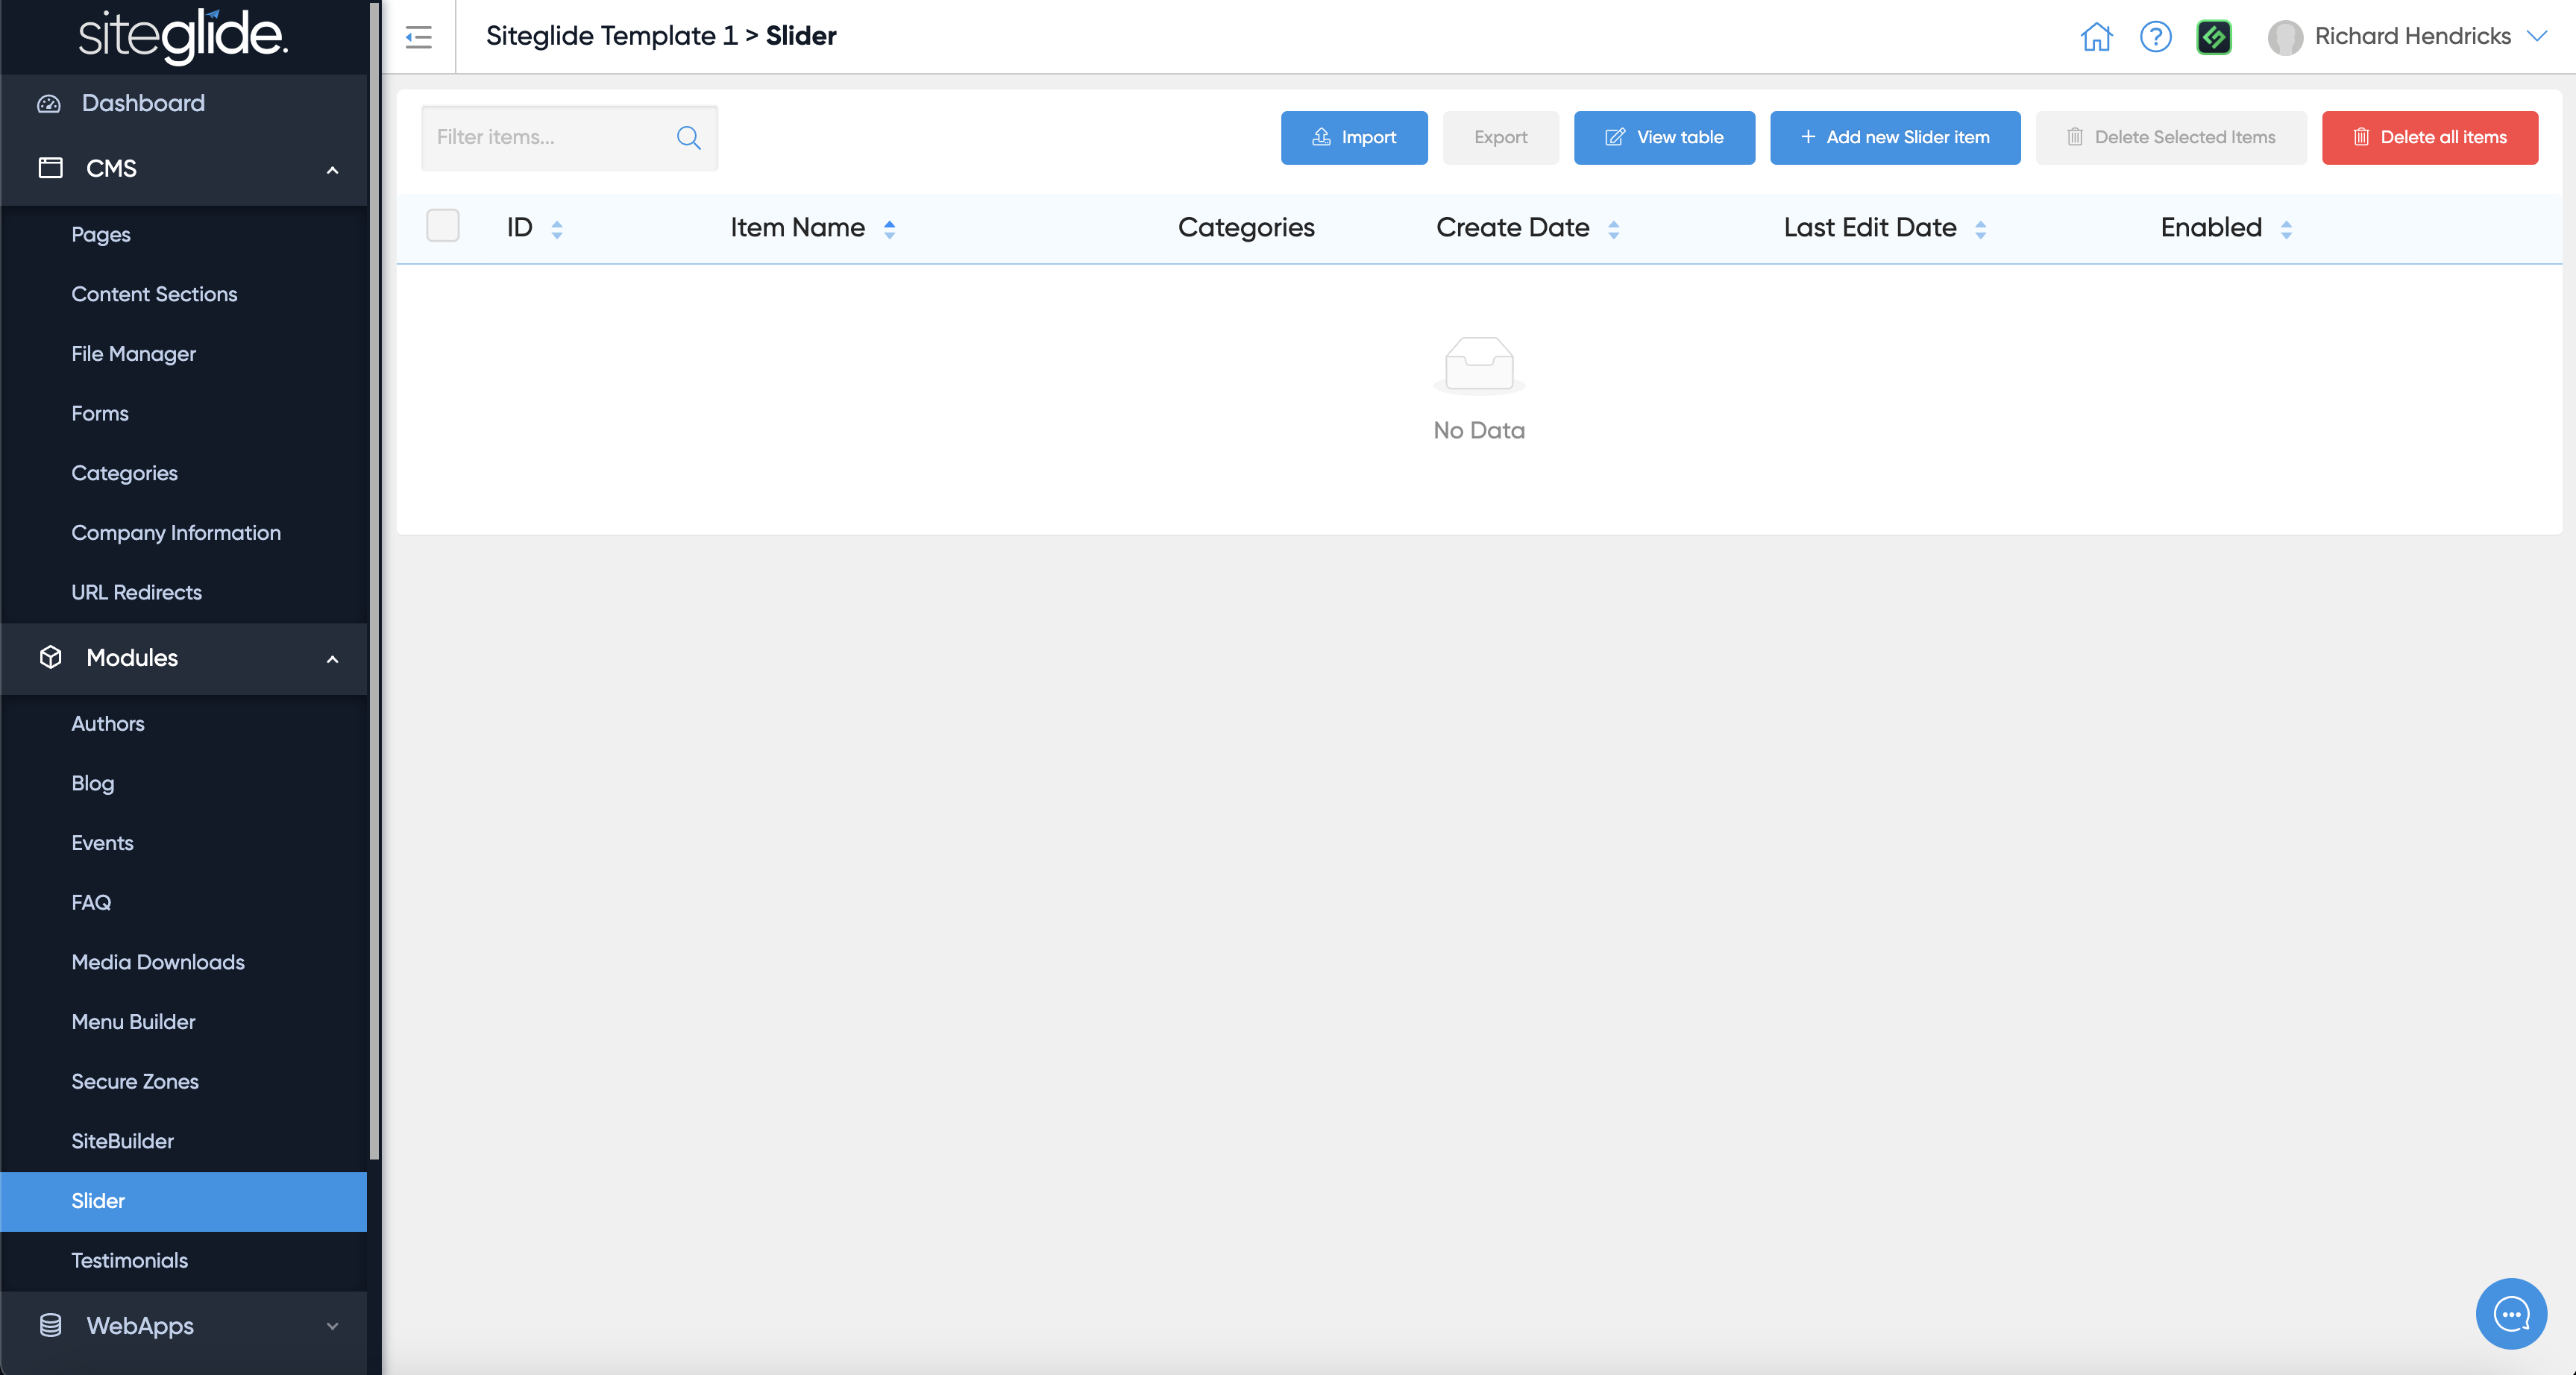 siteglide.
Siteglide Template 1 > Slider
Richard Hendricks
Dashboard
CMS
Pages
Content Sections
File Manager
Forms
Categories
Company Information
URL Redirects
Modules
Authors
Blog
Events
FAQ
Media Downloads
Menu Builder
Secure Zones
SiteBuilder
Slider
Testimonials
WebApps
Filter items...
Import
Export
View table
+ Add new Slider item
Delete Selected Items
Delete all items
ID
Item Name
Categories
Create Date
Last Edit Date
Enabled
No Data